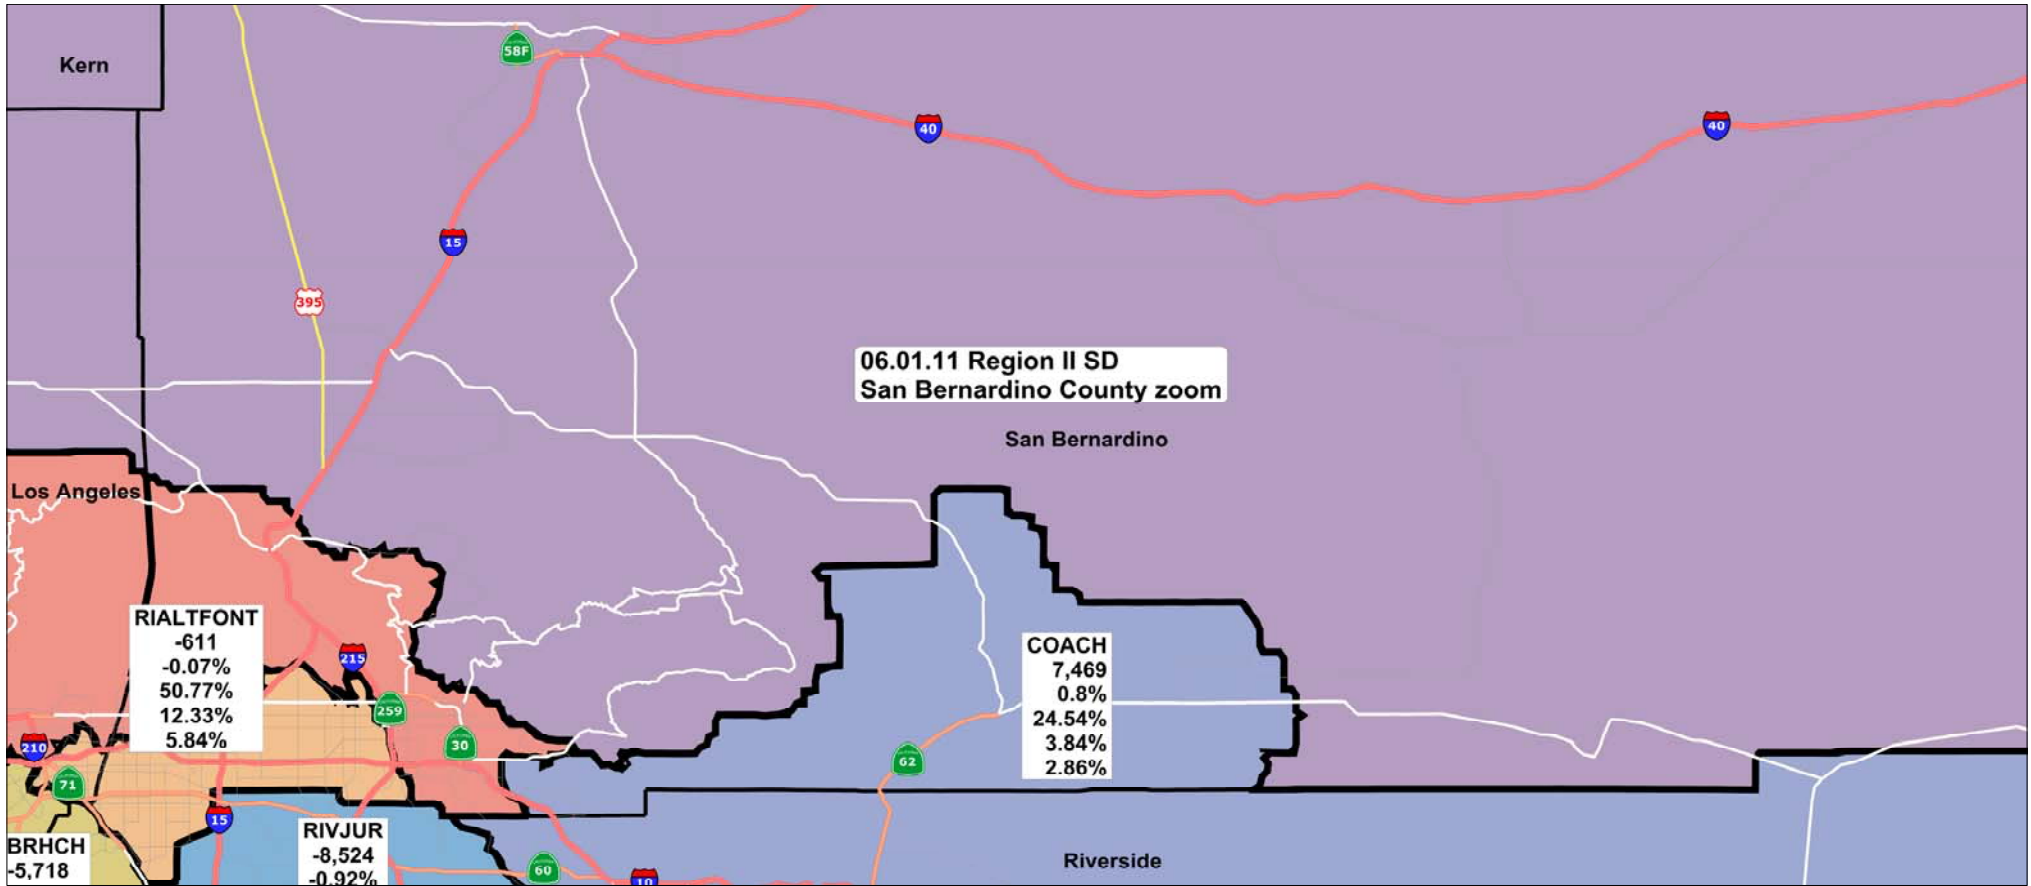 58F
Kern
40
40
15
395
06.01.11 Region II SD
San Bernardino County zoom
San Bernardino
Los Angeles
RIALTFONT
-611
-0.07%
50.77%
12.33%
5.84%
215
259
30
COACH
7,469
0.8%
24.54%
3.84%
2.86%
62
210
71
15
RIVJUR
-8,524
-0.92%
BRHCH
-5,718
60
10
Riverside